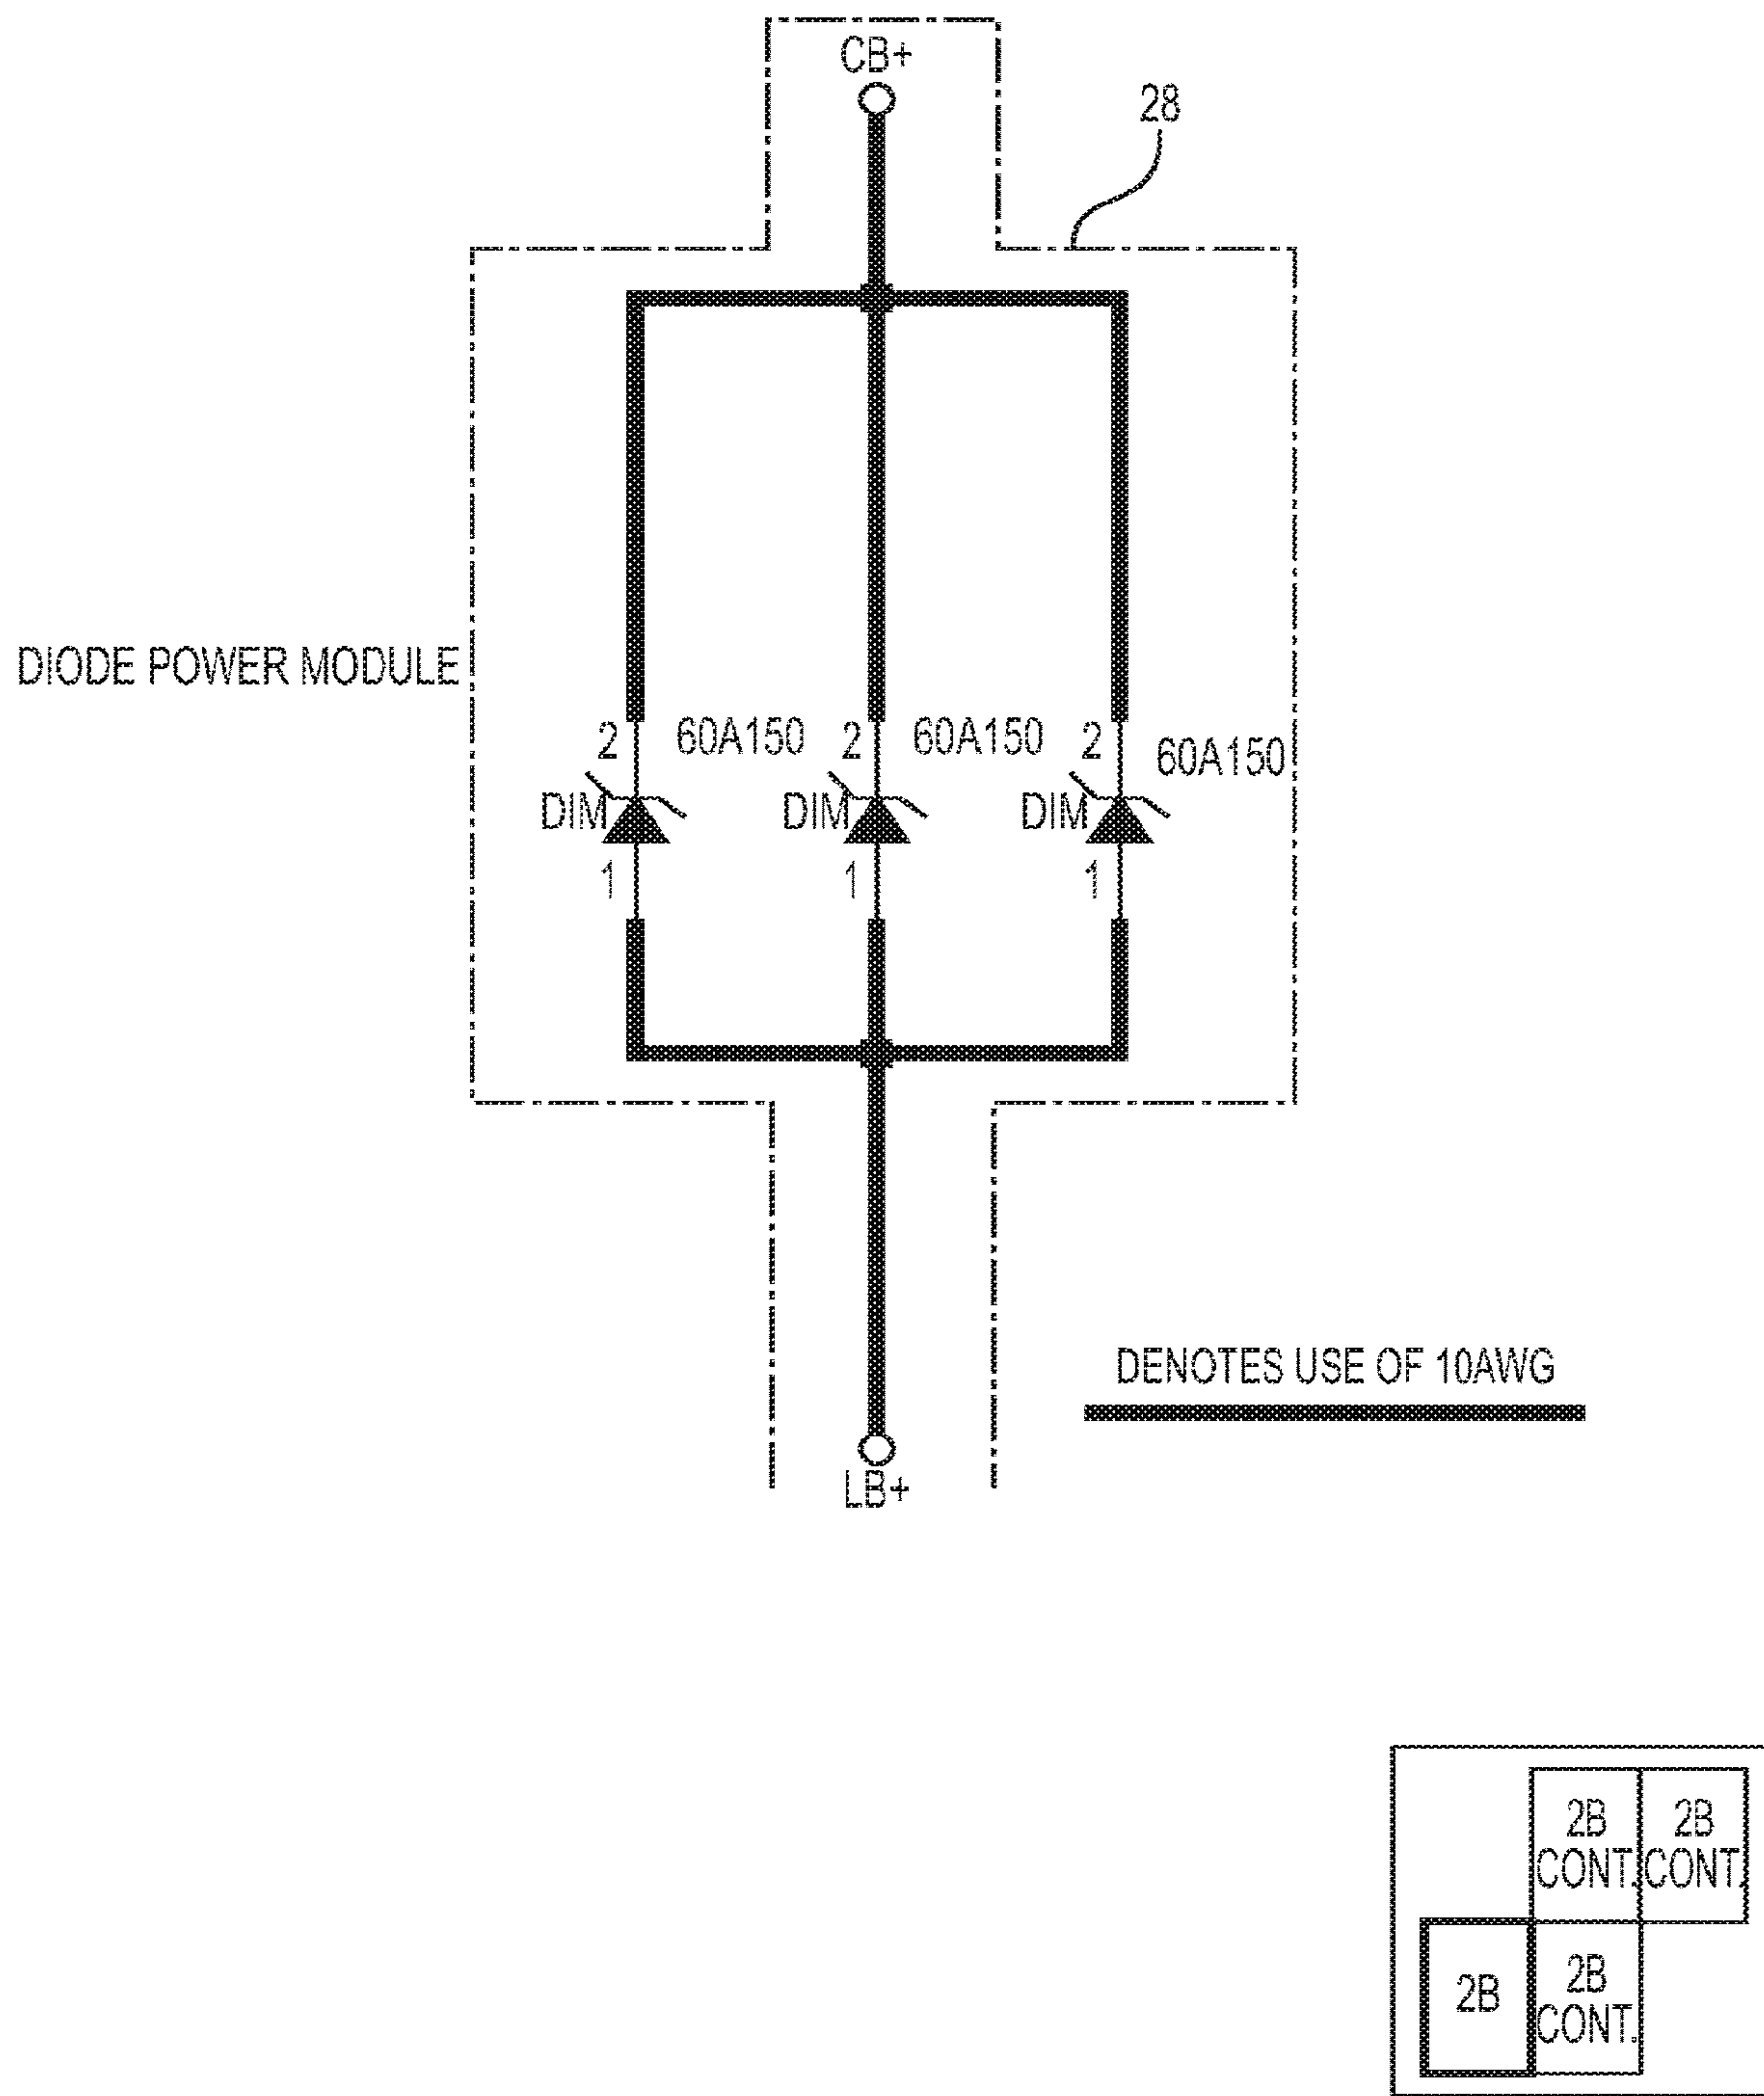 CB+
28
DIODE POWER MODULE
2 60A150 2 60A150 2 60A150
DIM DIM DIM
1 1 1
DENOTES USE OF 10AWG
LB+
2B CONT. 2B CONT.
2B 2B CONT.